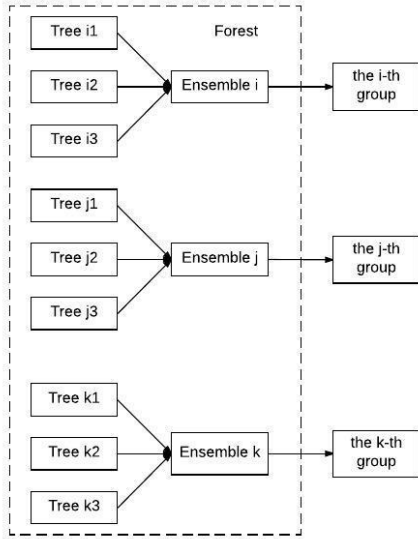 Tree i1
Forest
Tree i2
Ensemble i
the i-th
group
Tree i3
Tree j1
Tree j2
Ensemble j
the j-th
group
Tree j3
Tree k1
Tree k2
Ensemble k
the k-th
group
Tree k3